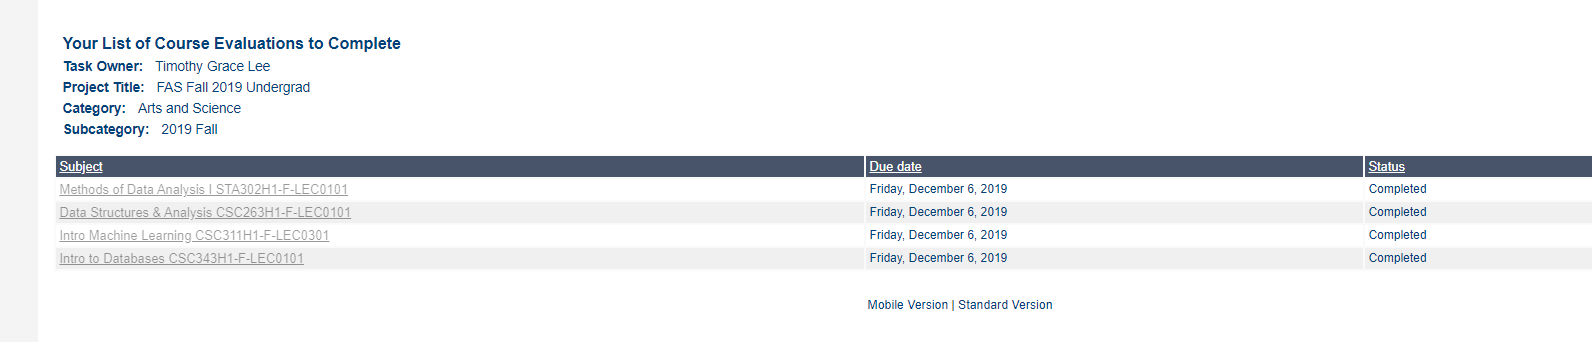 Your List of Course Evaluations to Complete
Task Owner: Timothy Grace Lee
Project Title: FAS Fall 2019 Undergrad
Category: Arts and Science
Subcategory: 2019 Fall
Subject Due date Status
Methods of Data Analysis I STA302H1-F-LEC0101 Friday, December 6, 2019 Completed
Data Structures & Analysis CSC263H1-F-LEC0101 Friday, December 6, 2019 Completed
Intro Machine Learning CSC311H1-F-LEC0301 Friday, December 6, 2019 Completed
Intro to Databases CSC343H1-F-LEC0101 Friday, December 6, 2019 Completed
Mobile Version | Standard Version